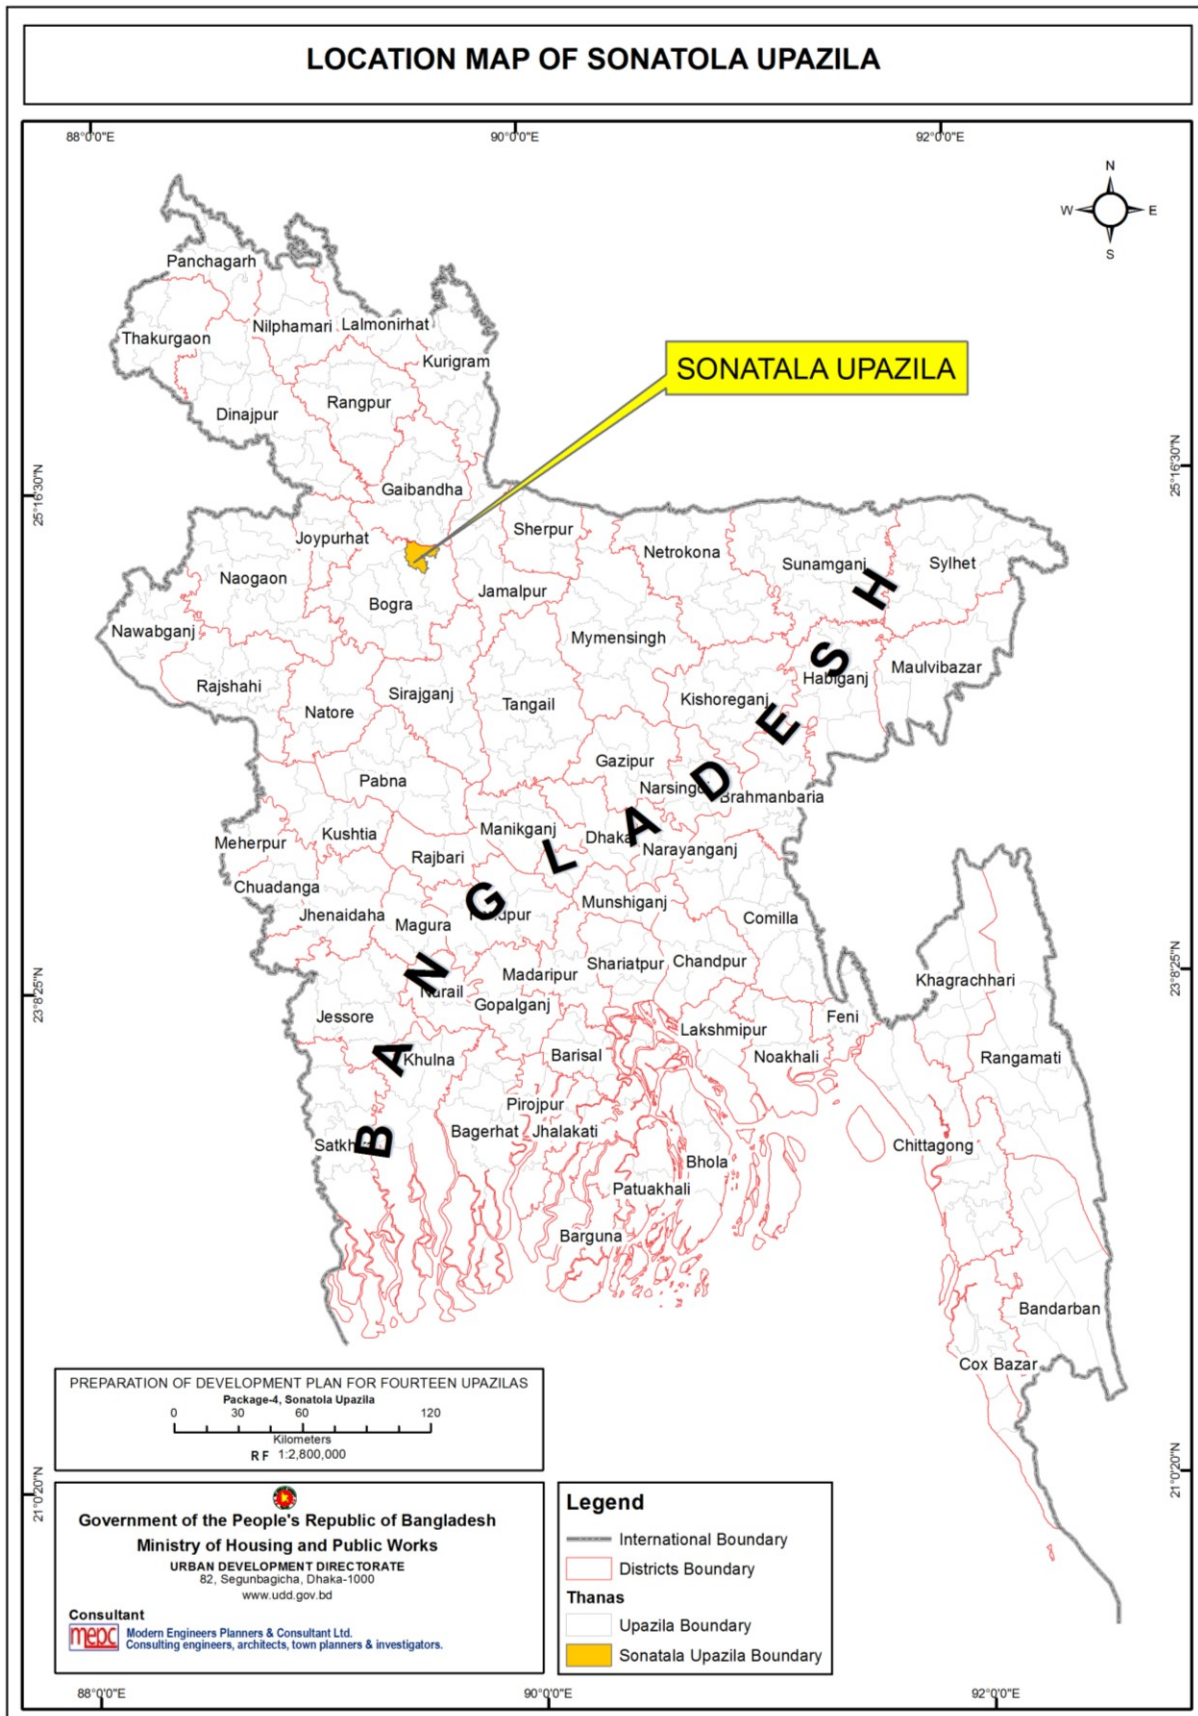 LOCATION MAP OF SONATOLA UPAZILA
88°0'0"E
90°0'0"E
92°0'0"E
N
W
E
S
Panchagarh
Nilphamari
Lalmonirhat
Thakurgaon
Kurigram
SONATALA UPAZILA
Rangpur
Dinajpur
25°16'30"N
25°16'30"N
Gaibandha
Sherpur
Joypurhat
Netrokona
Sunamganj
Sylhet
Naogaon
Jamalpur
Bogra
Nawabganj
Mymensingh
Maulvibazar
Habiganj
Rajshahi
Sirajganj
Kishoreganj
Natore
Tangail
Gazipur
Pabna
Narsingdi
Brahmanbaria
Manikganj
Kushtia
Dhaka
Meherpur
Narayanganj
Rajbari
Chuadanga
Munshiganj
Jhenaidaha
Comilla
Magura
BANGLADESH
Shariatpur
Chandpur
Madaripur
Khagrachhari
23°8'25"N
23°8'25"N
Narail
Gopalganj
Jessore
Feni
Lakshmipur
Barisal
Noakhali
Khulna
Rangamati
Pirojpur
Bagerhat
Jhalakati
Chittagong
Bhola
Patuakhali
Barguna
Bandarban
Cox Bazar
PREPARATION OF DEVELOPMENT PLAN FOR FOURTEEN UPAZILAS
Package-4, Sonatola Upazila
0 30 60 120
Kilometers
RF 1:2,800,000
21°0'20"N
21°0'20"N
Government of the People's Republic of Bangladesh
Ministry of Housing and Public Works
URBAN DEVELOPMENT DIRECTORATE
82, Segunbagicha, Dhaka-1000
www.udd.gov.bd
Consultant
mepc
Modern Engineers Planners & Consultant Ltd.
Consulting engineers, architects, town planners & investigators.
Legend
International Boundary
Districts Boundary
Thanas
Upazila Boundary
Sonatala Upazila Boundary
88°0'0"E
90°0'0"E
92°0'0"E